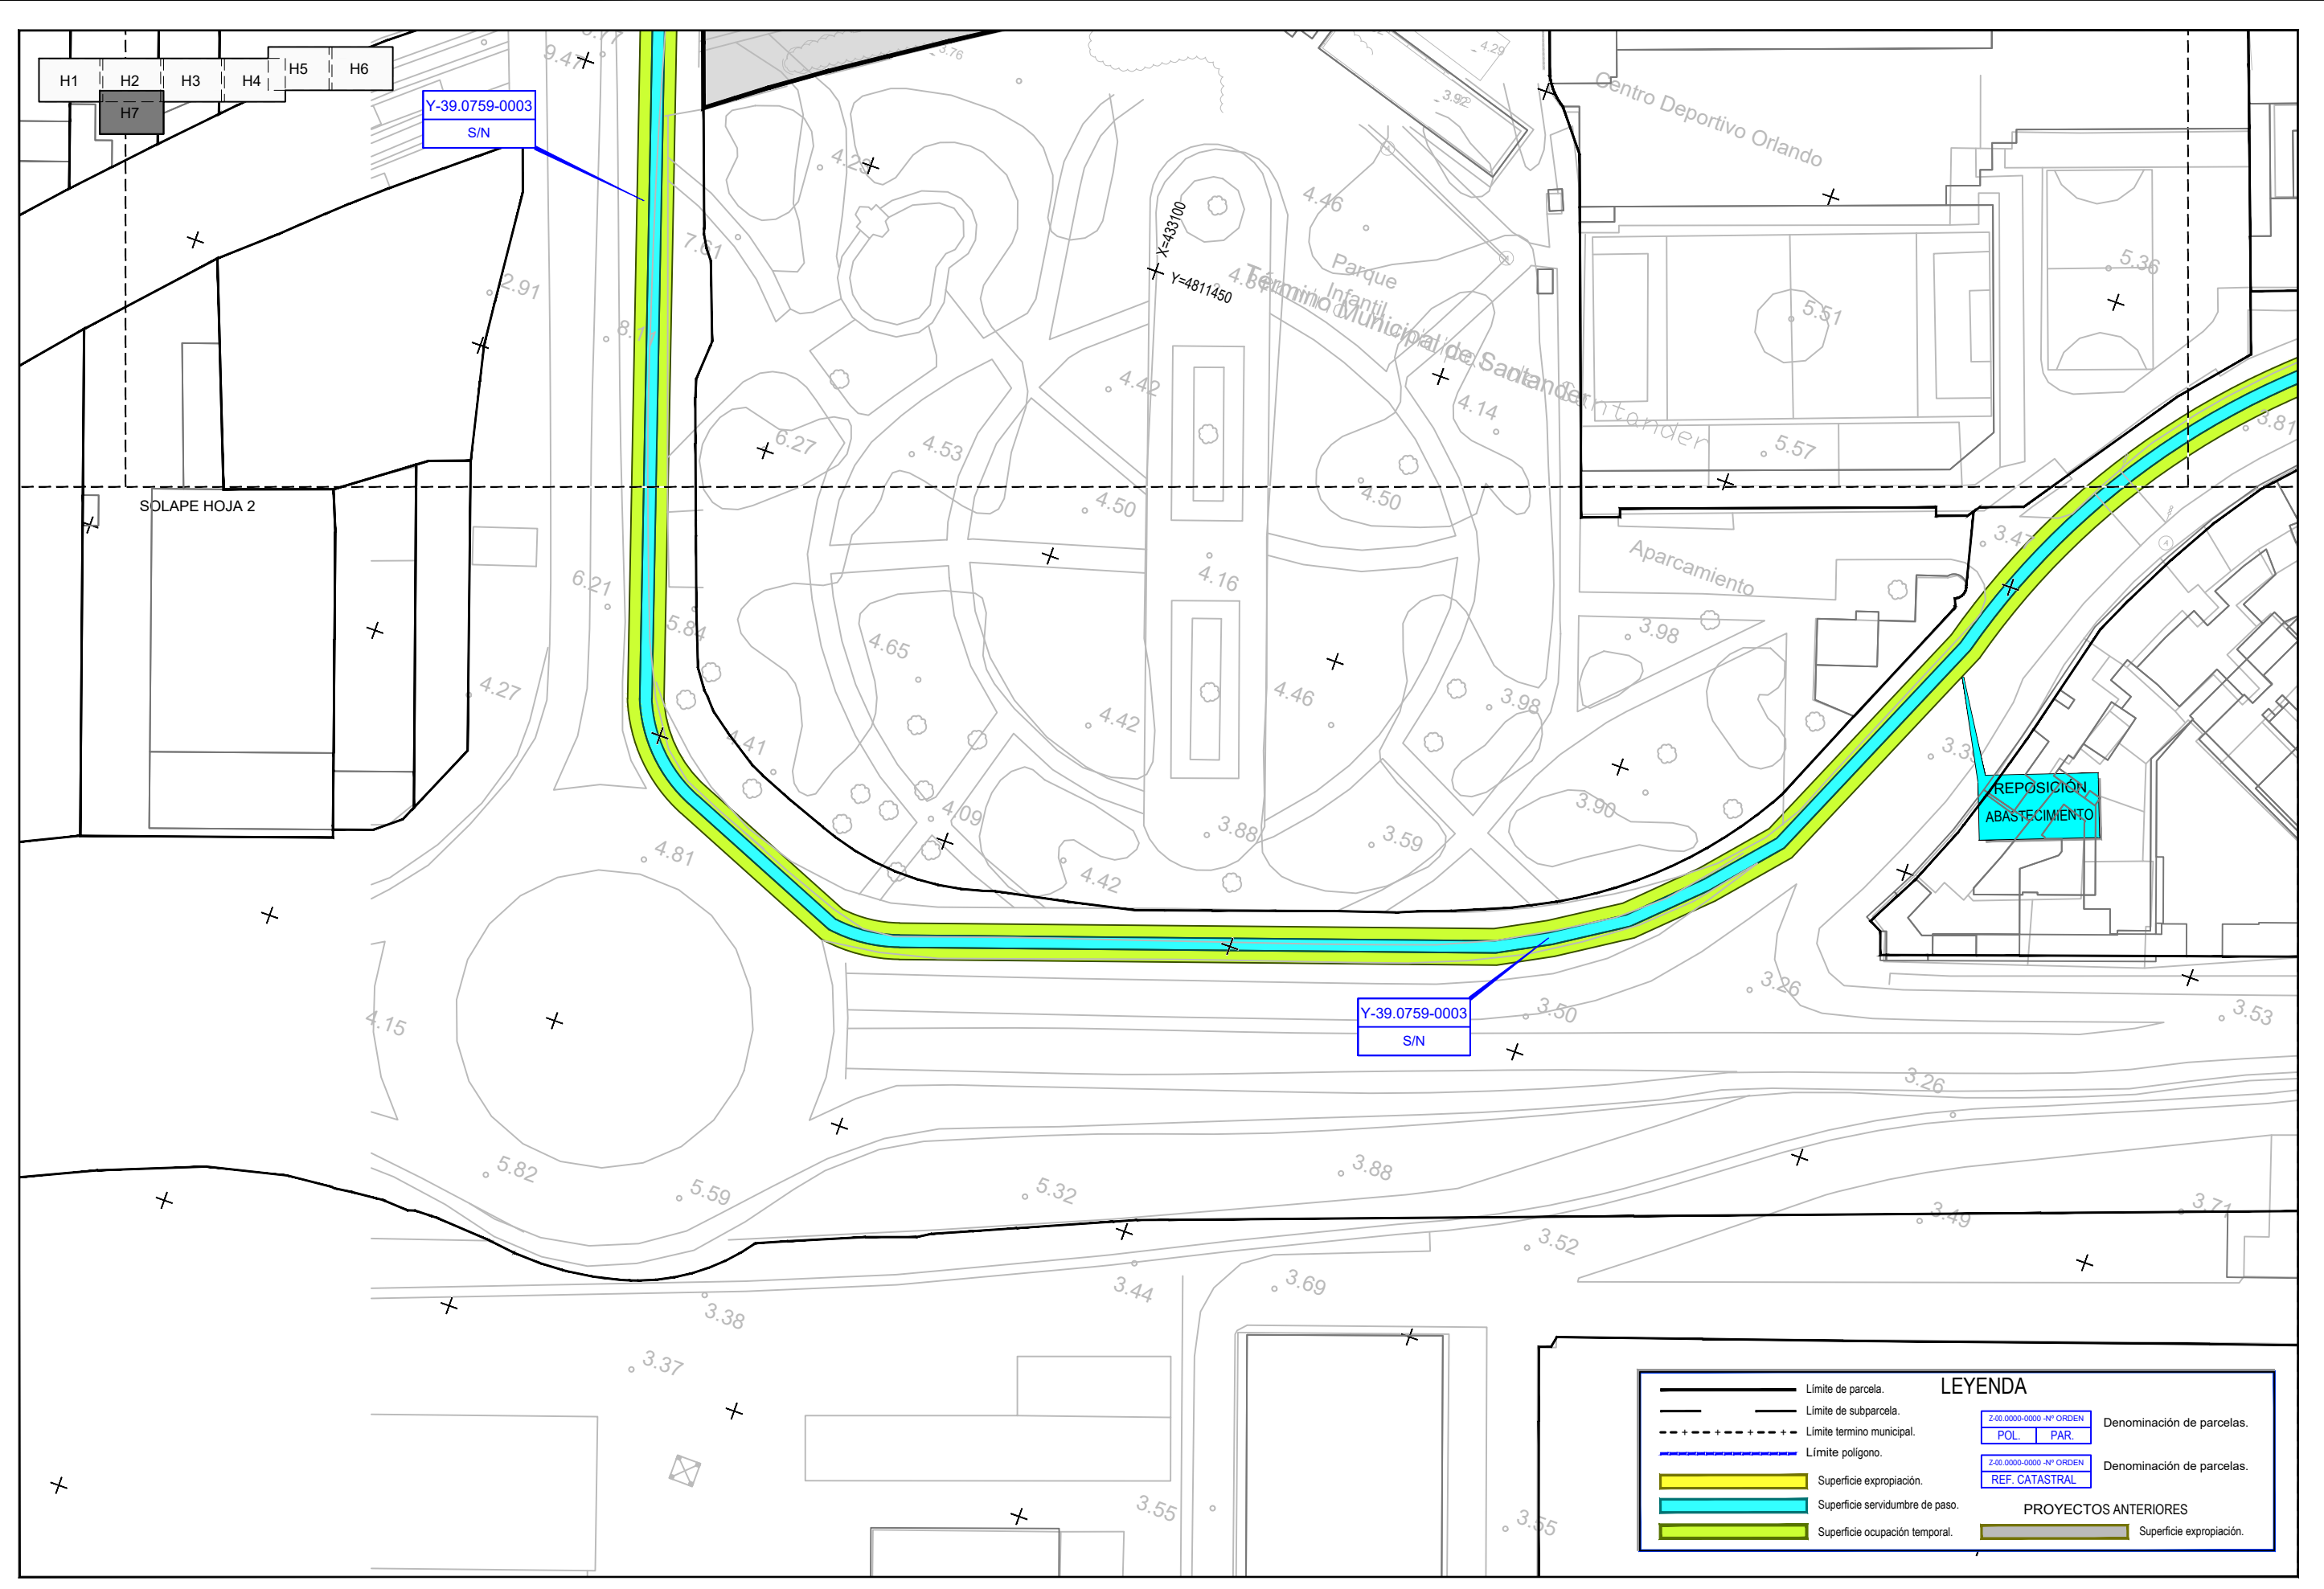 9.47
3.76
4.29
H1
H2
H3
H4
H5
H6
H7
Y-39.0759-0003
S/N
3.92
Centro Deportivo Orlando
4.28
4.46
7.61
X=433100
Y=4811450
Parque
Infantil
Término Municipal de Santander
2.91
8.11
5.36
5.51
4.42
4.14
6.27
4.53
5.57
3.81
SOLAPE HOJA 2
4.50
4.50
3.47
Aparcamiento
6.21
4.16
5.84
3.98
4.65
4.27
4.46
3.98
4.42
4.41
REPOSICIÓN
ABASTECIMIENTO
3.90
4.09
3.88
3.59
4.81
4.42
3.26
4.15
3.50
3.53
Y-39.0759-0003
S/N
3.26
5.82
5.59
5.32
3.88
3.71
3.49
3.52
3.44
3.69
3.38
3.37
3.55
3.55
LEYENDA
Límite de parcela.
Límite de subparcela.
Límite termino municipal.
Límite polígono.
Superficie expropiación.
Superficie servidumbre de paso.
Superficie ocupación temporal.
Z-00.0000-0000 -Nº ORDEN
POL. PAR.
Denominación de parcelas.
Z-00.0000-0000 -Nº ORDEN
REF. CATASTRAL
Denominación de parcelas.
PROYECTOS ANTERIORES
Superficie expropiación.